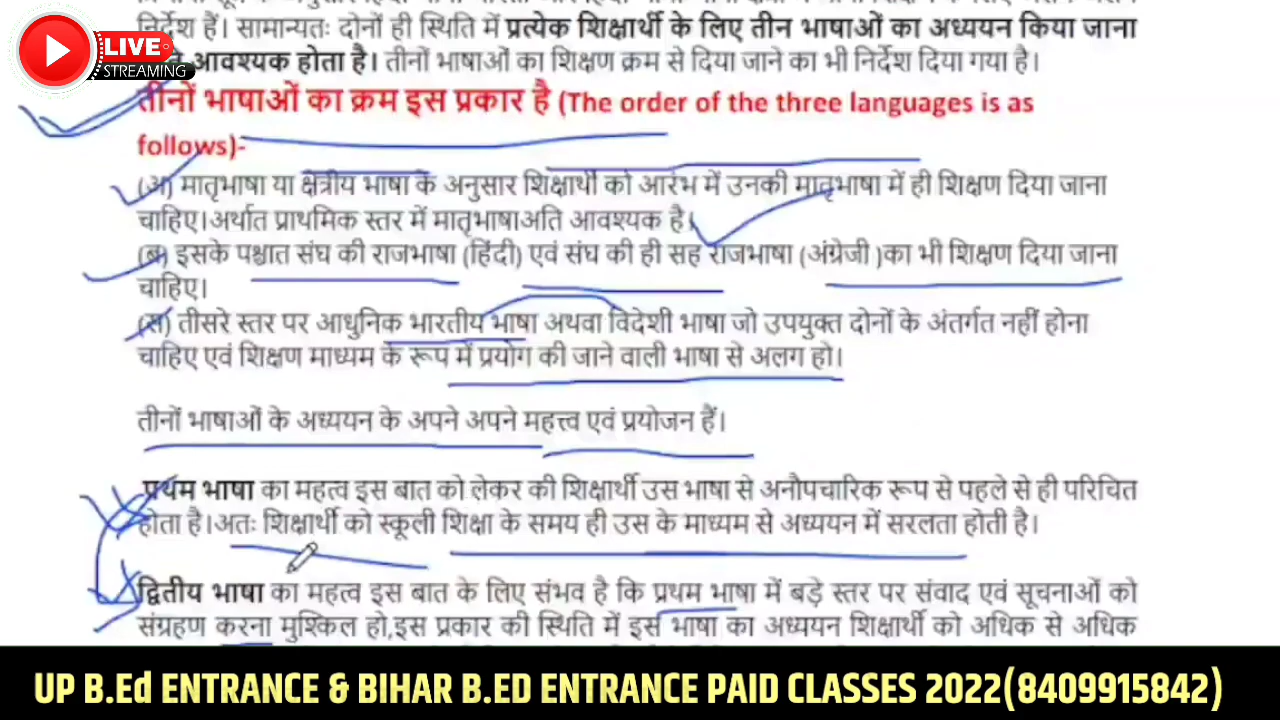 निर्देश हैं। सामान्यतः दोनों ही स्थिति में प्रत्येक शिक्षार्थी के लिए तीन भाषाओं का अध्ययन किया जाना
LIVE
STREAMING
आवश्यक होता है। तीनों भाषाओं का शिक्षण क्रम से दिया जाने का भी निर्देश दिया गया है।
तीनों भाषाओं का क्रम इस प्रकार है (The order of the three languages is as
follows)-
(अ) मातृभाषा या क्षेत्रीय भाषा के अनुसार शिक्षार्थी को आरंभ में उनकी मातृभाषा में ही शिक्षण दिया जाना
चाहिए।अर्थात प्राथमिक स्तर में मातृभाषाअति आवश्यक है।
(ब) इसके पश्चात संघ की राजभाषा (हिंदी) एवं संघ की ही सह राजभाषा (अंग्रेजी )का भी शिक्षण दिया जाना
चाहिए।
(स) तीसरे स्तर पर आधुनिक भारतीय भाषा अथवा विदेशी भाषा जो उपयुक्त दोनों के अंतर्गत नहीं होना
चाहिए एवं शिक्षण माध्यम के रूप में प्रयोग की जाने वाली भाषा से अलग हो।
तीनों भाषाओं के अध्ययन के अपने अपने महत्त्व एवं प्रयोजन हैं।
प्रथम भाषा का महत्व इस बात को लेकर की शिक्षार्थी उस भाषा से अनौपचारिक रूप से पहले से ही परिचित
होता है।अतः शिक्षार्थी को स्कूली शिक्षा के समय ही उस के माध्यम से अध्ययन में सरलता होती है।
द्वितीय भाषा का महत्व इस बात के लिए संभव है कि प्रथम भाषा में बड़े स्तर पर संवाद एवं सूचनाओं को
संग्रहण करना मुश्किल हो,इस प्रकार की स्थिति में इस भाषा का अध्ययन शिक्षार्थी को अधिक से अधिक
UP B.Ed ENTRANCE & BIHAR B.ED ENTRANCE PAID CLASSES 2022(8409915842)